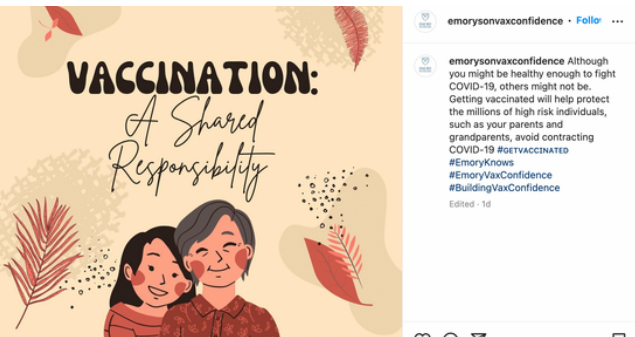 VACCINATION:
A Shared
Responsibility
emorysonvaxconfidence • Follo
emorysonvaxconfidence Although
you might be healthy enough to fight
COVID-19, others might not be.
Getting vaccinated will help protect
the millions of high risk individuals,
such as your parents and
grandparents, avoid contracting
COVID-19 #GETVACCINATED
#EmoryKnows
#EmoryVaxConfidence
#BuildingVaxConfidence
Edited · 1d